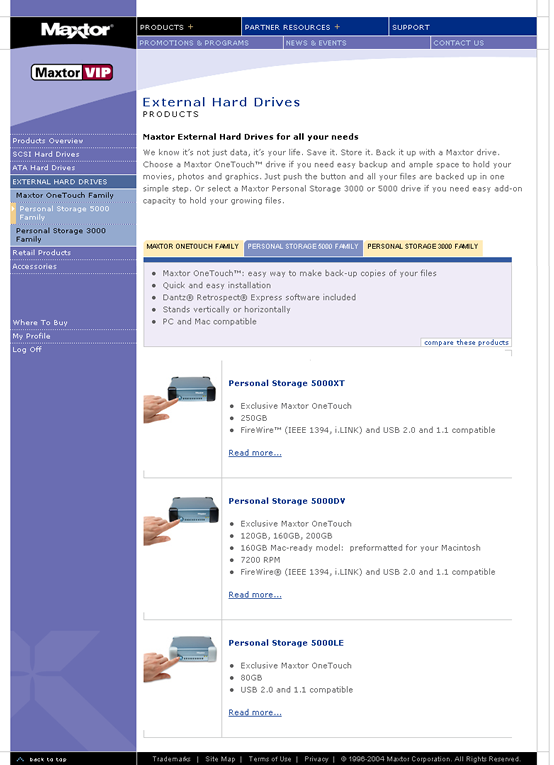 Maxtor
PRODUCTS +
PARTNER RESOURCES +
SUPPORT
PROMOTIONS & PROGRAMS
NEWS & EVENTS
CONTACT US
Maxtor VIP
Products Overview
SCSI Hard Drives
ATA Hard Drives
EXTERNAL HARD DRIVES
Maxtor OneTouch Family
Personal Storage 5000
Family
Personal Storage 3000
Family
Retail Products
Accessories
Where To Buy
My Profile
Log Off
External Hard Drives
PRODUCTS
Maxtor External Hard Drives for all your needs
We know it's not just data, it's your life. Save it. Store it. Back it up with a Maxtor drive.
Choose a Maxtor OneTouch™ drive if you need easy backup and ample space to hold your
movies, photos and graphics. Just push the button and all your files are backed up in one
simple step. Or select a Maxtor Personal Storage 3000 or 5000 drive if you need easy add-on
capacity to hold your growing files.
MAXTOR ONETOUCH FAMILY
PERSONAL STORAGE 5000 FAMILY
PERSONAL STORAGE 3000 FAMILY
• Maxtor OneTouch™: easy way to make back-up copies of your files
• Quick and easy installation
• Dantz® Retrospect® Express software included
• Stands vertically or horizontally
• PC and Mac compatible
compare these products
Personal Storage 5000XT
• Exclusive Maxtor OneTouch
• 250GB
• FireWire™ (IEEE 1394, i.LINK) and USB 2.0 and 1.1 compatible
Read more...
Personal Storage 5000DV
• Exclusive Maxtor OneTouch
• 120GB, 160GB, 200GB
• 160GB Mac-ready model: preformatted for your Macintosh
• 7200 RPM
• FireWire® (IEEE 1394, i.LINK) and USB 2.0 and 1.1 compatible
Read more...
Personal Storage 5000LE
• Exclusive Maxtor OneTouch
• 80GB
• USB 2.0 and 1.1 compatible
Read more...
back to top
Trademarks | Site Map | Terms of Use | Privacy | © 1996-2004 Maxtor Corporation. All Rights Reserved.